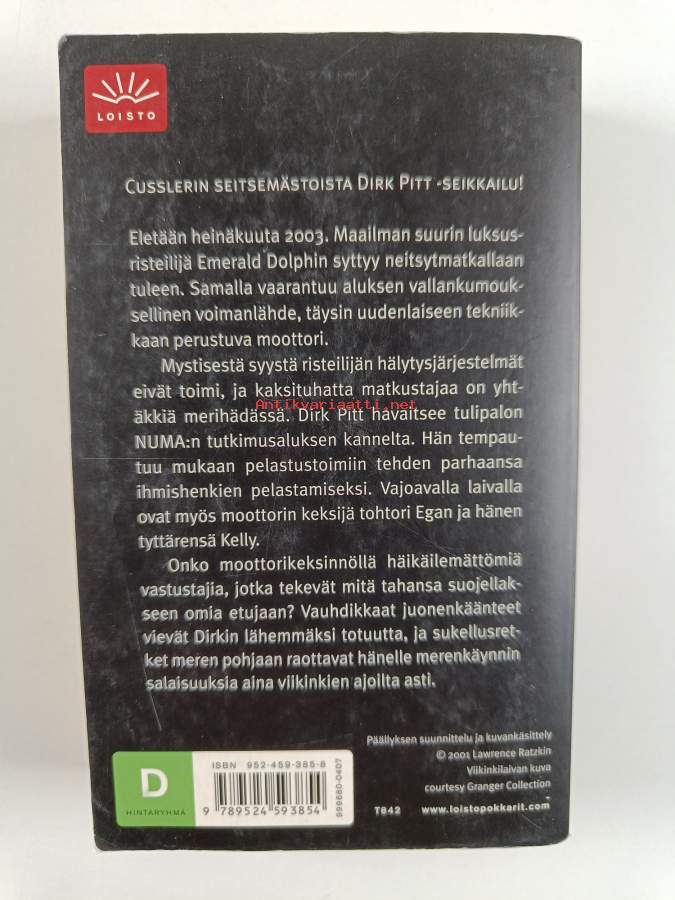 LOISTO
CUSSLERIN SEITSEMÄSTOISTA DIRK PITT -SEIKKAILU!
Eletään heinäkuuta 2003. Maailman suurin luksus-
risteilijä Emerald Dolphin syttyy neitsytmatkallaan
tuleen. Samalla vaarantuu aluksen vallankumouk-
sellinen voimanlähde, täysin uudenlaiseen tekniik-
kaan perustuva moottori.
Mystisestä syystä risteilijän hälytysjärjestelmät
eivät toimi, ja kaksituhatta matkustajaa on yht-
äkkiä merihädässä. Dirk Pitt havaitsee tulipalon
Antikvariaatti.net
NUMA:n tutkimusaluksen kannelta. Hän tempau-
tuu mukaan pelastustoimiin tehden parhaansa
ihmishenkien pelastamiseksi. Vajoavalla laivalla
ovat myös moottorin keksijä tohtori Egan ja hänen
tyttärensä Kelly.
Onko moottorikeksinnöllä häikäilemättömiä
vastustajia, jotka tekevät mitä tahansa suojellak-
seen omia etujaan? Vauhdikkaat juonenkäänteet
vievät Dirkin lähemmäksi totuutta, ja sukellusret-
ket meren pohjaan raottavat hänelle merenkäynnin
salaisuuksia aina viikinkien ajoilta asti.
Päällyksen suunnittelu ja kuvankäsittely
© 2001 Lawrence Ratzkin
Viikinkilaivan kuva
courtesy Granger Collection
T842 www.loistopokkarit.com
D
HINTARYHMÄ
ISBN 952-459-385-8
9 789524 593854
999880-0407